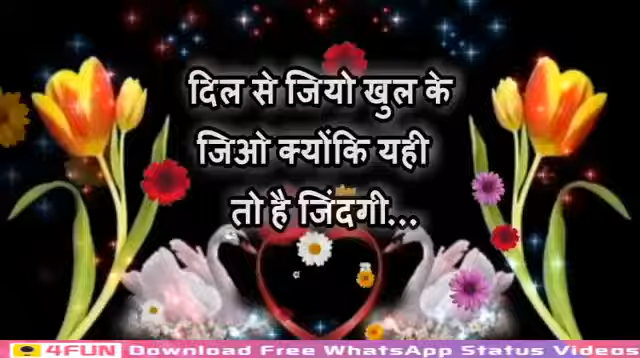 दिल से जियो खुल के
जिओ क्योंकि यही
तो है जिंदगी...
4FUN Download Free WhatsApp Status Videos